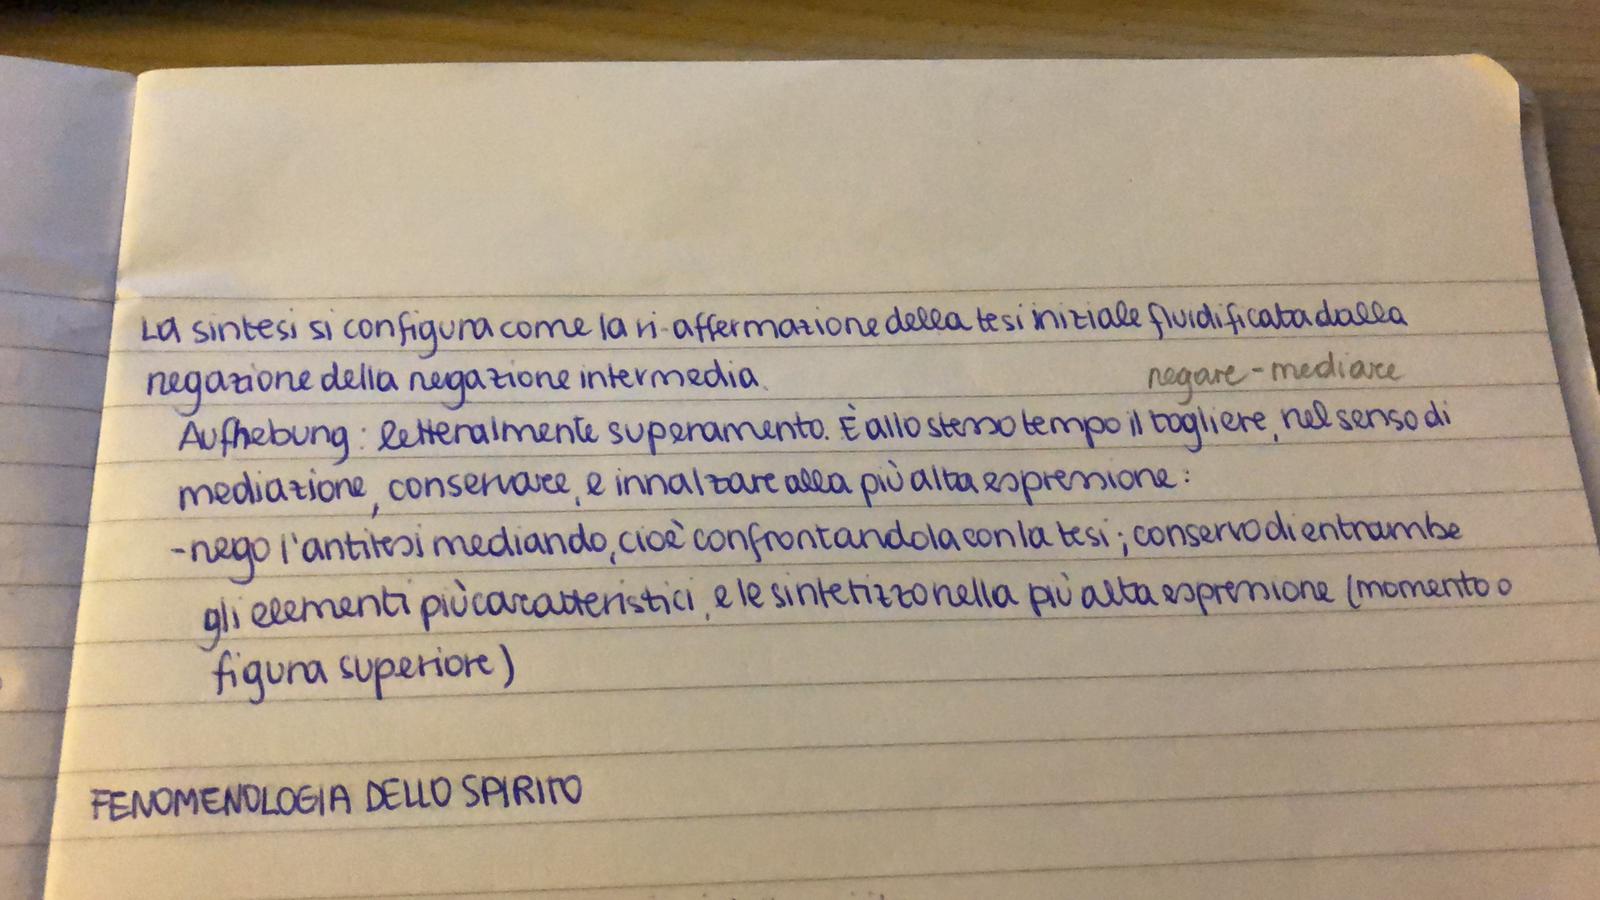 La sintesi si configura come la ri-affermazione della tesi iniziale fluidificata dalla
negazione della negazione intermedia.
negare - mediare
Aufhebung: letteralmente superamento. È allo stesso tempo il togliere, nel senso di
mediazione, conservare, e innalzare alla più alta espressione:
- nego l'antitesi mediando, cioè confrontandola con la tesi; conservo di entrambe
gli elementi più caratteristici, e le sintetizzo nella più alta espressione (momento o
figura superiore)
FENOMENOLOGIA DELLO SPIRITO